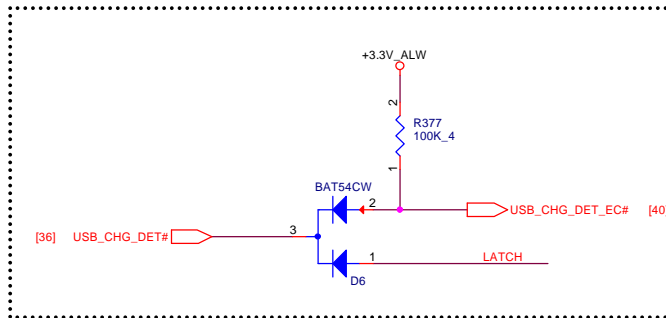 +3.3V_ALW
2
R377
100K_4
1
BAT54CW
2
USB_CHG_DET_EC# [40]
[36] USB_CHG_DET#
3
1
LATCH
D6